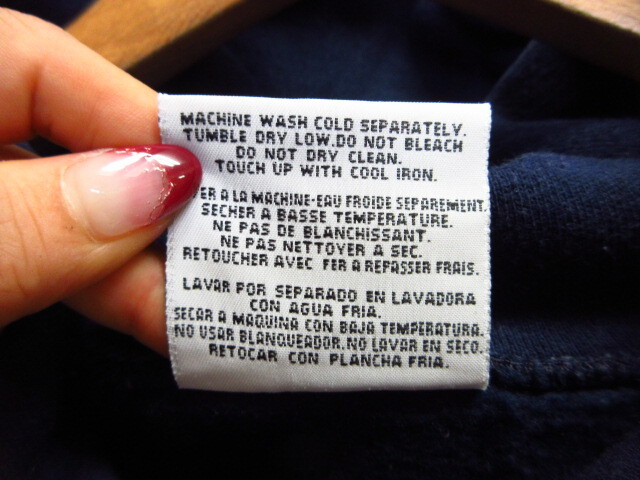 MACHINE WASH COLD SEPARATELY.
TUMBLE DRY LOW.DO NOT BLEACH
DO NOT DRY CLEAN.
TOUCH UP WITH COOL IRON.
A LA MACHINE-EAU FROIDE SEPAREMENT.
SECHER A BASSE TEMPERATURE.
NE PAS DE BLANCHISSANT.
NE PAS NETTOYER A SEC.
RETOUCHER AVEC FER A REPASSER FRAIS.
LAVAR POR SEPARADO EN LAVADORA
CON AGUA FRIA.
SECAR A MAQUINA CON BAJA TEMPERATURA.
NO USAR BLANQUEADOR.NO LAVAR EN SECO.
RETOCAR CON PLANCHA FRIA.